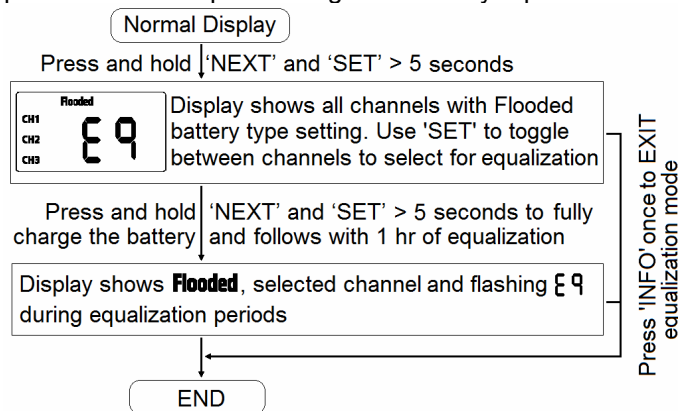 Normal Display
Press and hold 'NEXT' and 'SET' > 5 seconds
Flooded
CH1
CH2
CH3
E9
Display shows all channels with Flooded
battery type setting. Use 'SET' to toggle
between channels to select for equalization
Press and hold 'NEXT' and 'SET' > 5 seconds to fully
charge the battery and follows with 1 hr of equalization
Display shows Flooded, selected channel and flashing E9
during equalization periods
Press 'INFO' once to EXIT
equalization mode
END